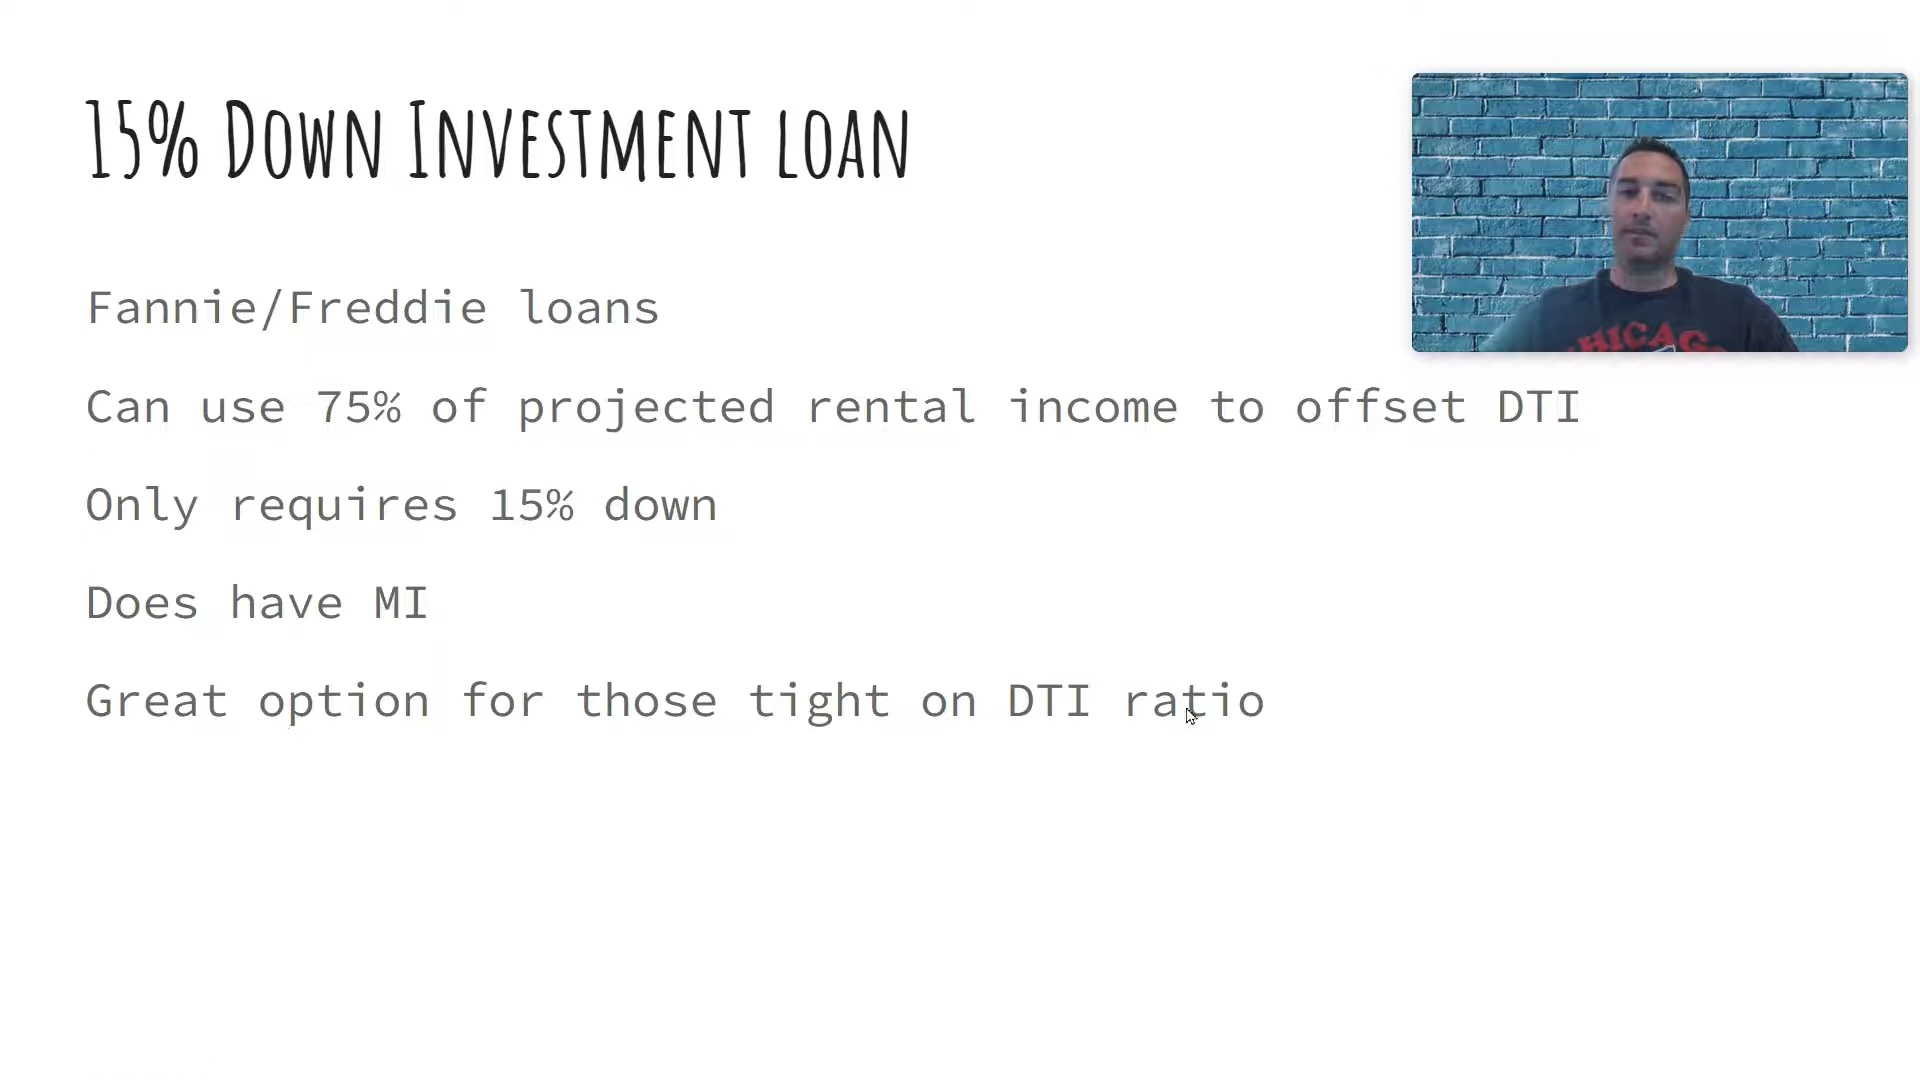 15% Down Investment loan
Fannie/Freddie loans
Can use 75% of projected rental income to offset DTI
Only requires 15% down
Does have MI
Great option for those tight on DTI ratio